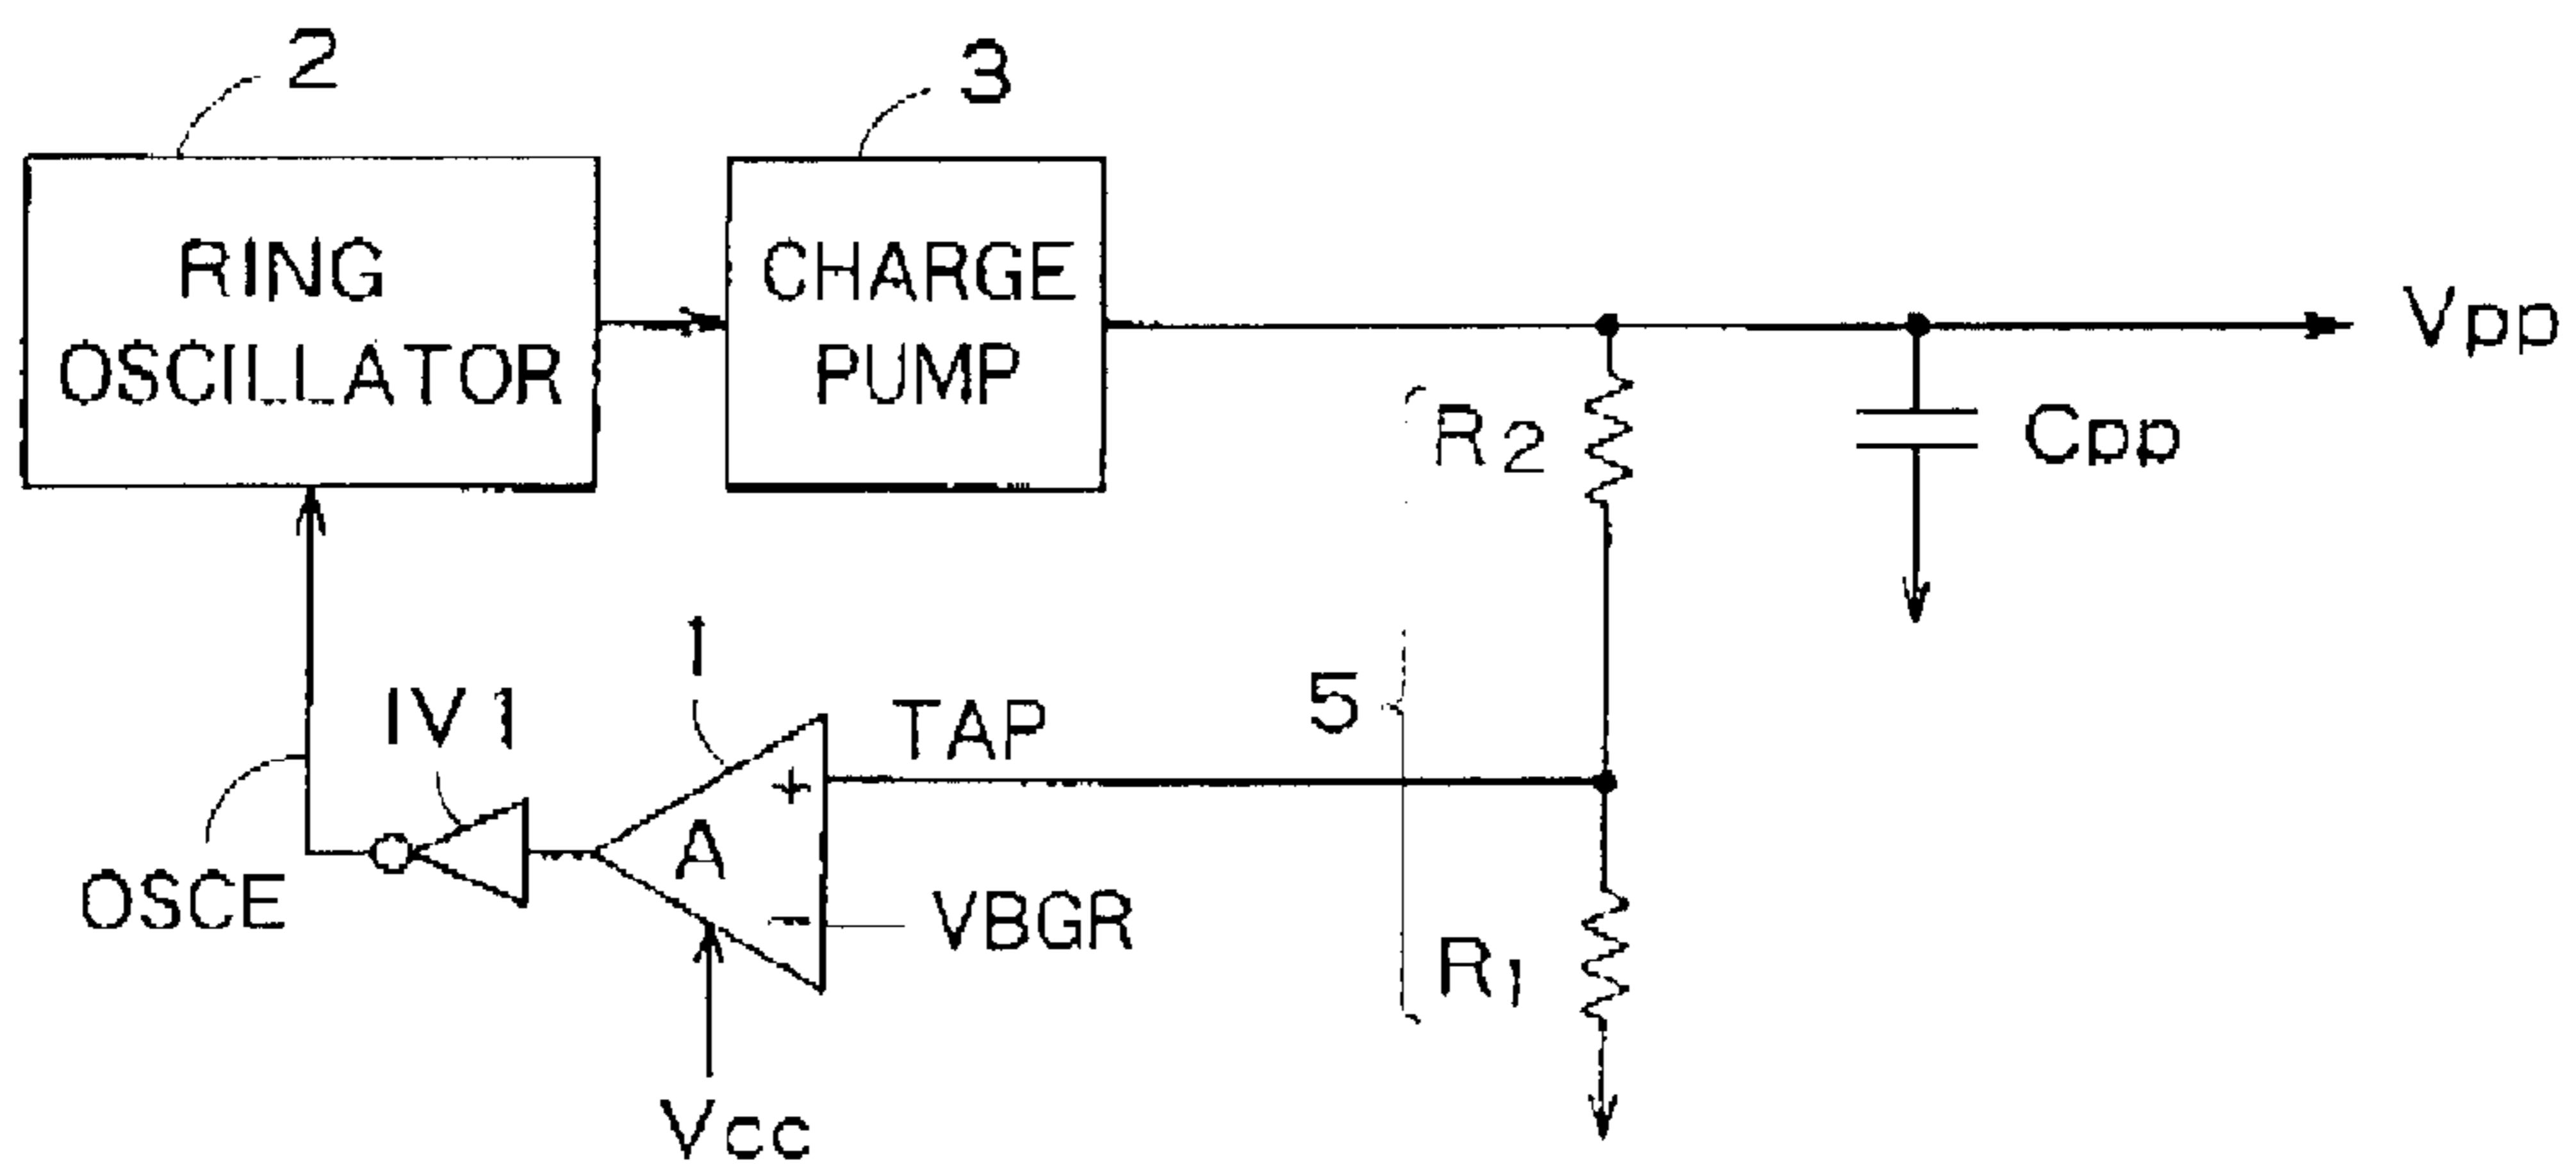 2
3
RING
OSCILLATOR
CHARGE
PUMP
Vpp
R2
Cpp
1
IV1
TAP
5
+
A
OSCE
−
VBGR
R1
Vcc